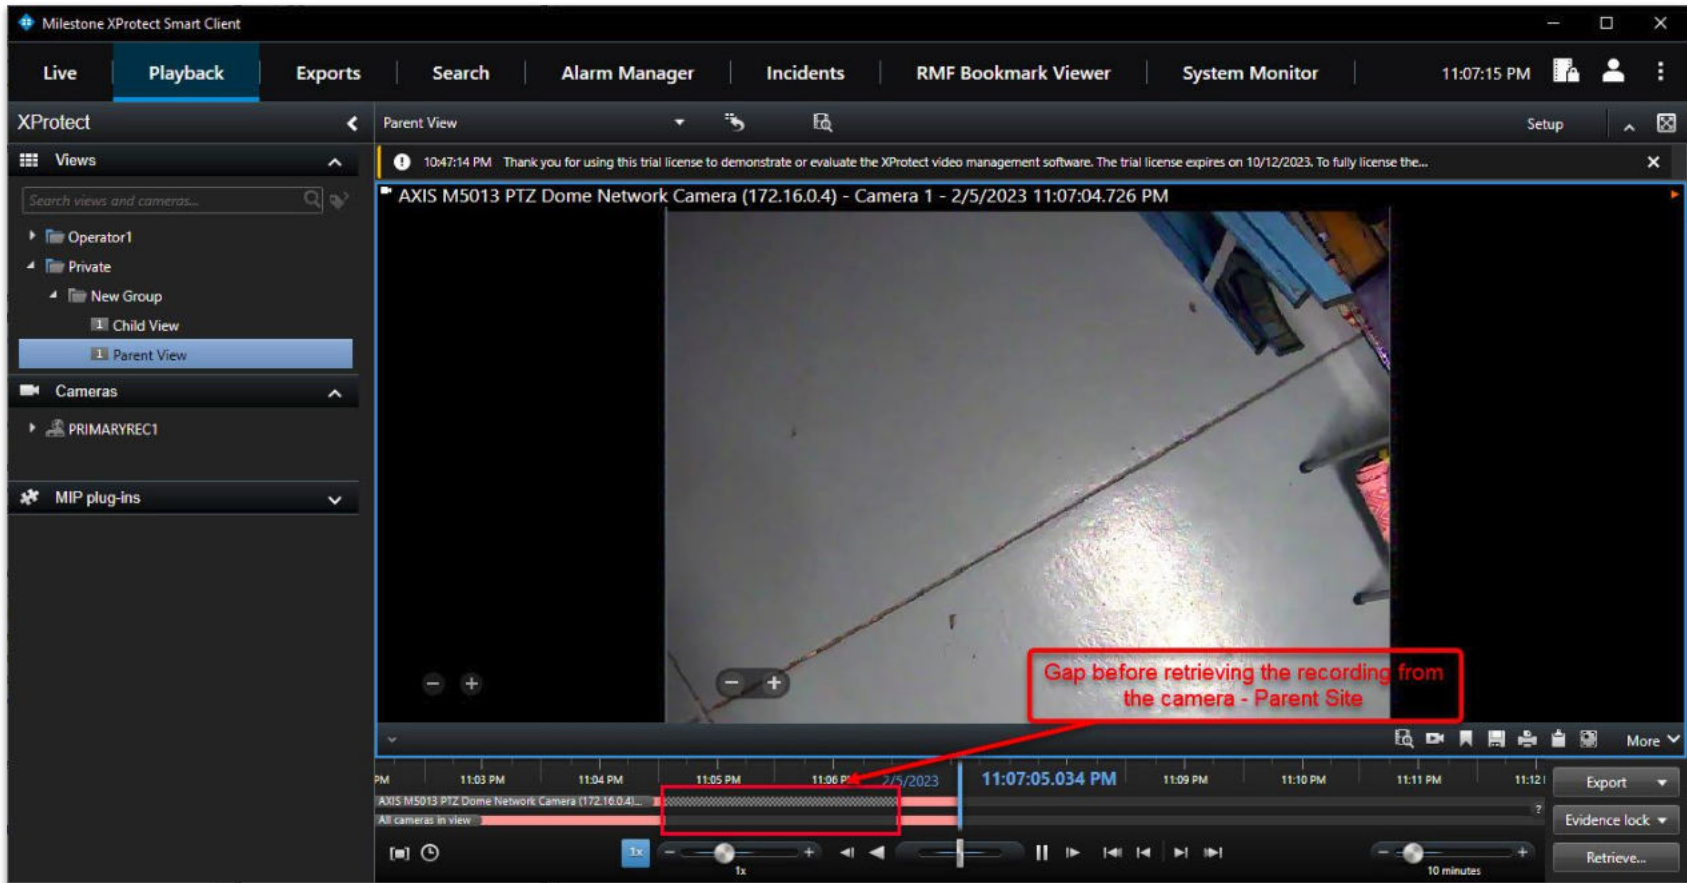 Milestone XProtect Smart Client
Live
Playback
Exports
Search
Alarm Manager
Incidents
RMF Bookmark Viewer
System Monitor
11:07:15 PM
XProtect
Parent View
Setup
Views
10:47:14 PM Thank you for using this trial license to demonstrate or evaluate the XProtect video management software. The trial license expires on 10/12/2023. To fully license the...
Search views and cameras...
AXIS M5013 PTZ Dome Network Camera (172.16.0.4) - Camera 1 - 2/5/2023 11:07:04.726 PM
Operator1
Private
New Group
1 Child View
1 Parent View
Cameras
PRIMARYREC1
MIP plug-ins
Gap before retrieving the recording from
the camera - Parent Site
More
PM
11:03 PM
11:04 PM
11:05 PM
11:06 P
2/5/2023
11:07:05.034 PM
11:09 PM
11:10 PM
11:11 PM
11:12
Export
AXIS M5013 PTZ Dome Network Camera (172.16.0.4)...
?
All cameras in view
Evidence lock
1x
1x
10 minutes
Retrieve...